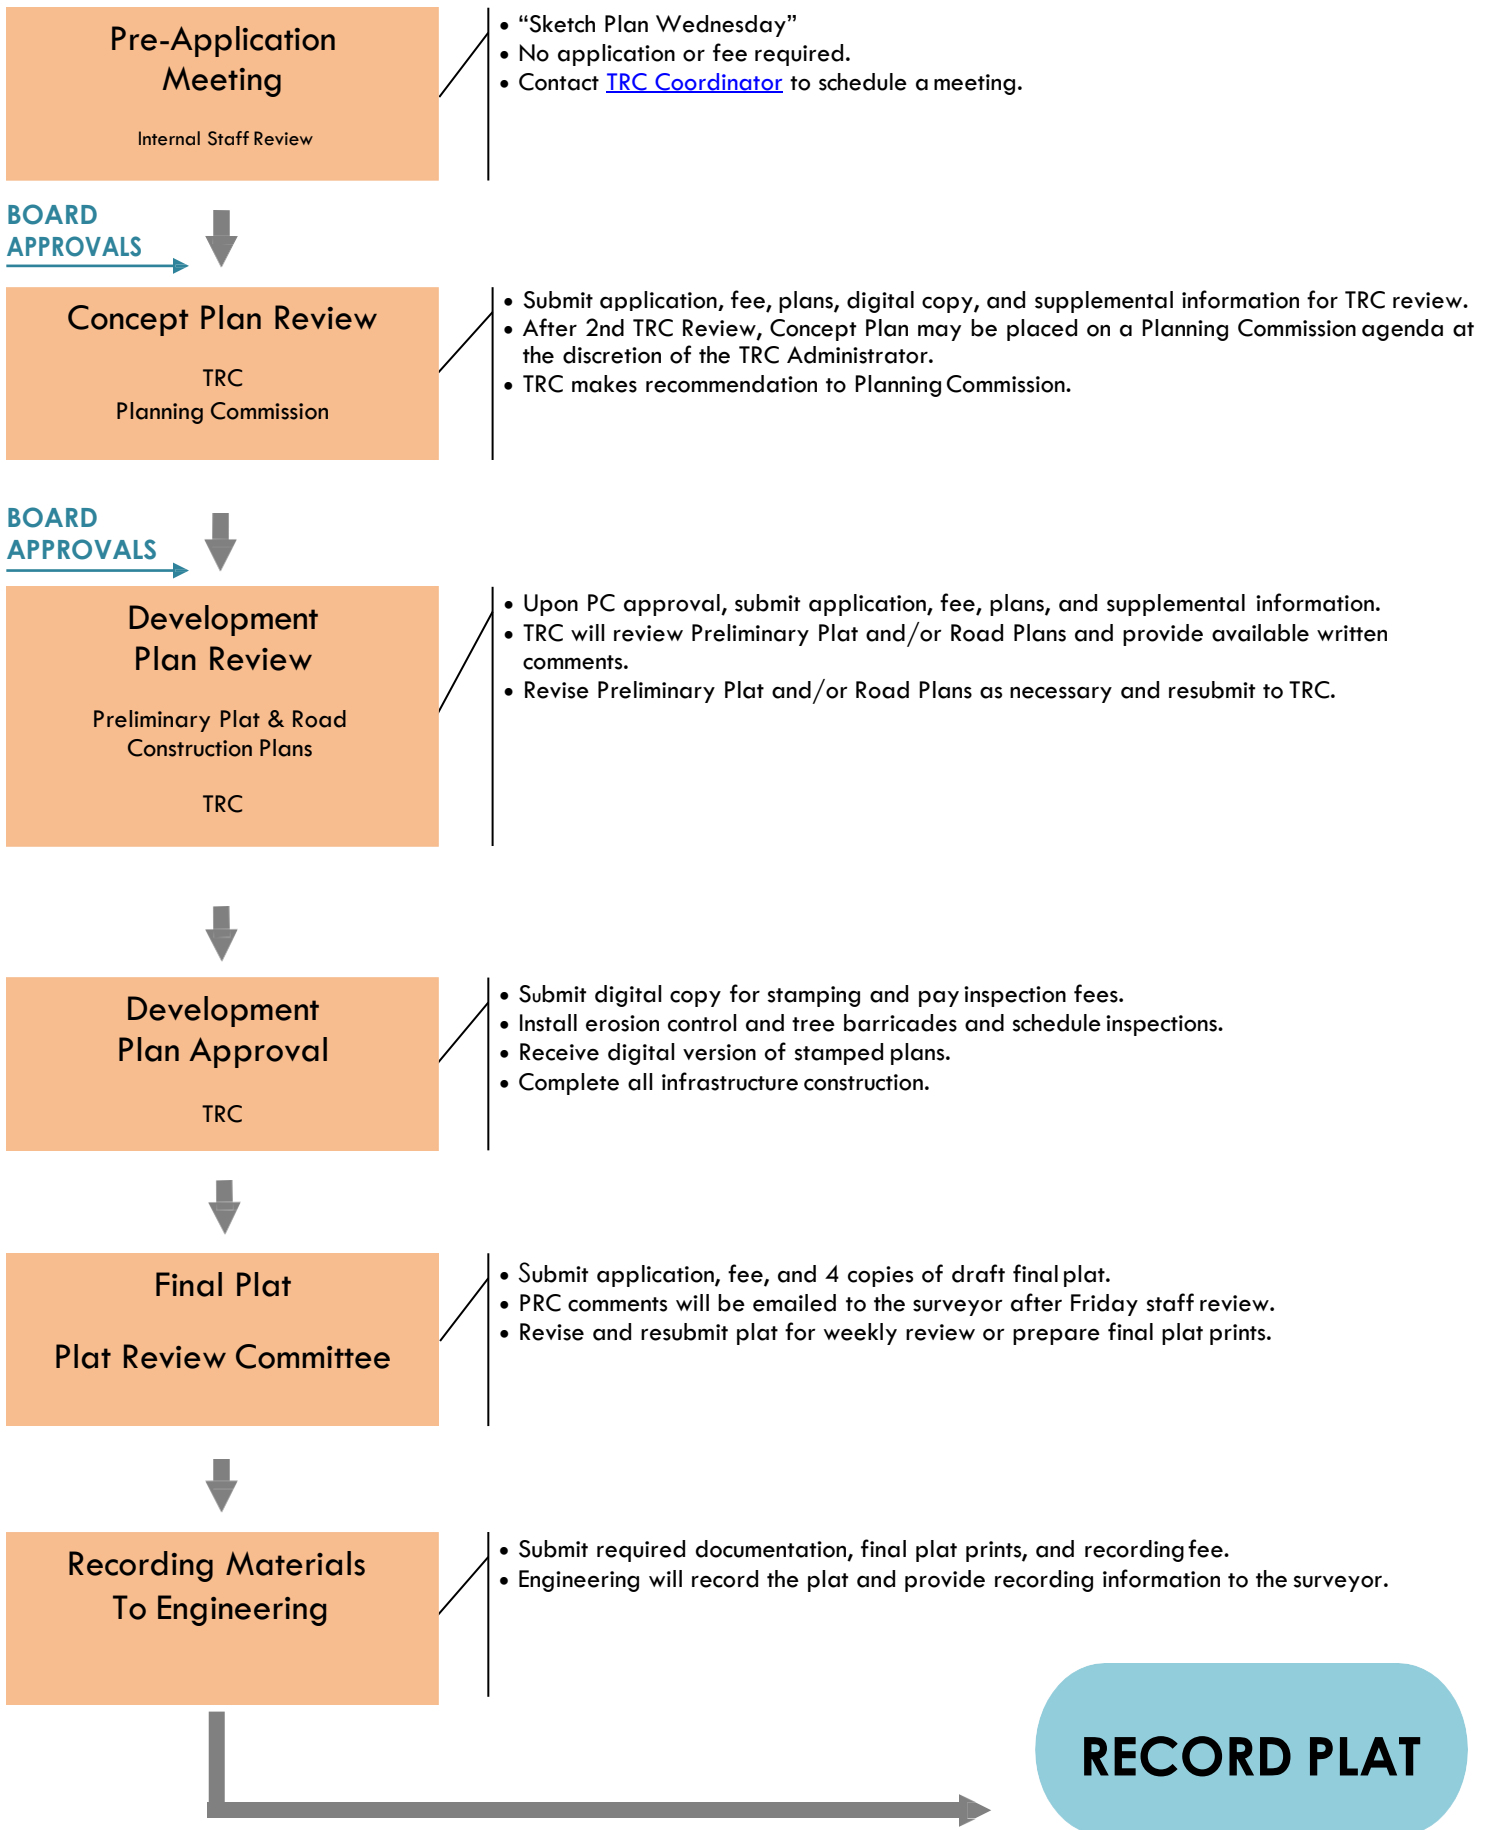 Pre-Application
Meeting
Internal Staff Review
• “Sketch Plan Wednesday”
• No application or fee required.
• Contact TRC Coordinator to schedule a meeting.
BOARD
APPROVALS
Concept Plan Review
TRC
Planning Commission
• Submit application, fee, plans, digital copy, and supplemental information for TRC review.
• After 2nd TRC Review, Concept Plan may be placed on a Planning Commission agenda at
the discretion of the TRC Administrator.
• TRC makes recommendation to Planning Commission.
BOARD
APPROVALS
Development
Plan Review
Preliminary Plat & Road
Construction Plans
TRC
• Upon PC approval, submit application, fee, plans, and supplemental information.
• TRC will review Preliminary Plat and/or Road Plans and provide available written
comments.
• Revise Preliminary Plat and/or Road Plans as necessary and resubmit to TRC.
Development
Plan Approval
TRC
• Submit digital copy for stamping and pay inspection fees.
• Install erosion control and tree barricades and schedule inspections.
• Receive digital version of stamped plans.
• Complete all infrastructure construction.
Final Plat
Plat Review Committee
• Submit application, fee, and 4 copies of draft final plat.
• PRC comments will be emailed to the surveyor after Friday staff review.
• Revise and resubmit plat for weekly review or prepare final plat prints.
Recording Materials
To Engineering
• Submit required documentation, final plat prints, and recording fee.
• Engineering will record the plat and provide recording information to the surveyor.
RECORD PLAT